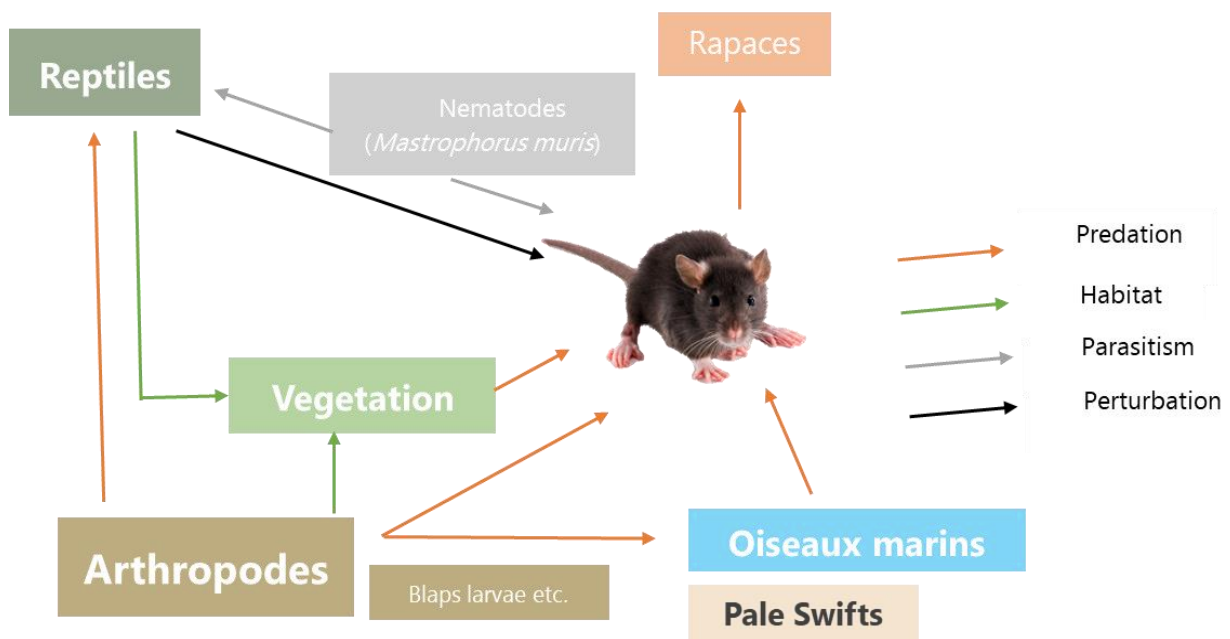 Rapaces
Reptiles
Nematodes
(Mastrophorus muris)
Predation
Habitat
Parasitism
Perturbation
Vegetation
Arthropodes
Blaps larvae etc.
Oiseaux marins
Pale Swifts